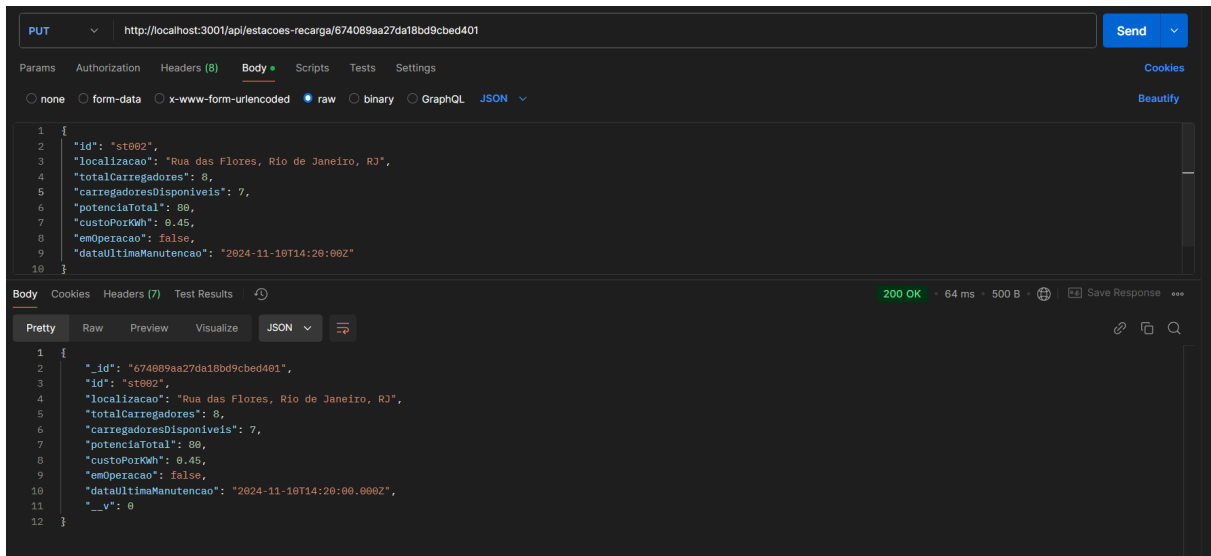 PUT http://localhost:3001/api/estacoes-recarga/674089aa27da18bd9cbed401 Send
Params Authorization Headers (8) Body Scripts Tests Settings Cookies
none form-data x-www-form-urlencoded raw binary GraphQL JSON Beautify
1 {
2 "id": "st002",
3 "localizacao": "Rua das Flores, Rio de Janeiro, RJ",
4 "totalCarregadores": 8,
5 "carregadoresDisponiveis": 7,
6 "potenciaTotal": 80,
7 "custoPorKWh": 0.45,
8 "emOperacao": false,
9 "dataUltimaManutencao": "2024-11-10T14:20:00Z"
10 }
Body Cookies Headers (7) Test Results 200 OK 64 ms 500 B Save Response
Pretty Raw Preview Visualize JSON
1 {
2 "_id": "674089aa27da18bd9cbed401",
3 "id": "st002",
4 "localizacao": "Rua das Flores, Rio de Janeiro, RJ",
5 "totalCarregadores": 8,
6 "carregadoresDisponiveis": 7,
7 "potenciaTotal": 80,
8 "custoPorKWh": 0.45,
9 "emOperacao": false,
10 "dataUltimaManutencao": "2024-11-10T14:20:00.000Z",
11 "__v": 0
12 }